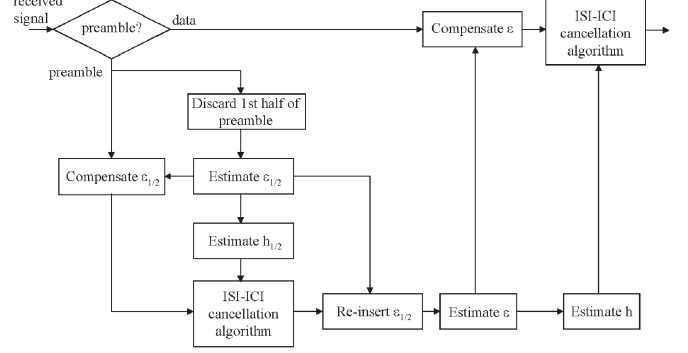 received
signal
preamble?
data
Compensate ε
ISI-ICI
cancellation
algorithm
preamble
Discard 1st half of
preamble
Compensate ε1/2
Estimate ε1/2
Estimate h1/2
ISI-ICI
cancellation
algorithm
Re-insert ε1/2
Estimate ε
Estimate h